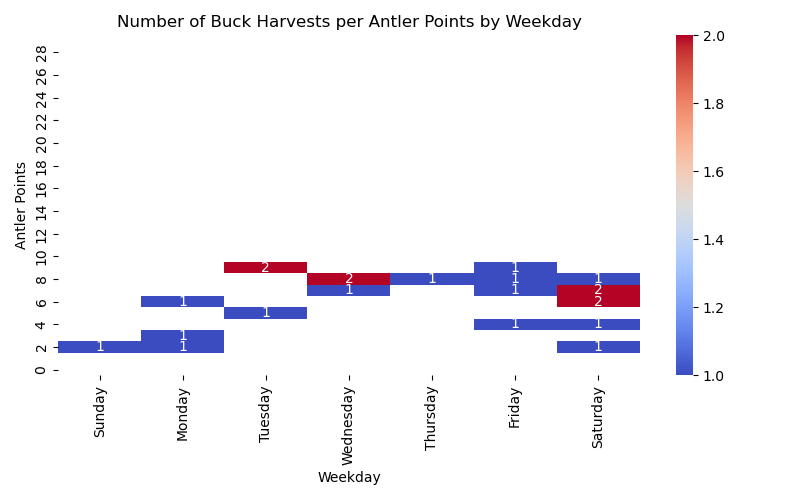 Number of Buck Harvests per Antler Points by Weekday
2.0
28
26
24
1.8
22
20
18
1.6
16
Antler Points
14
12
1.4
10
2 1
8
2 1 1 1
1 1 2
6
1 2
1.2
1
4
1 1
1
2
1 1 1
0
1.0
Sunday
Monday
Tuesday
Wednesday
Thursday
Friday
Saturday
Weekday